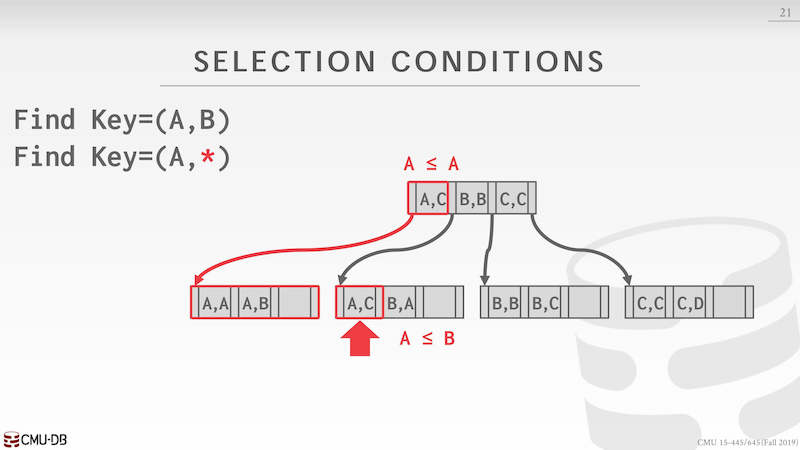 21
SELECTION CONDITIONS
Find Key=(A,B)
Find Key=(A,*)
A ≤ A
A,C B,B C,C
A,A A,B A,C B,A B,B B,C C,C C,D
A ≤ B
CMU·DB
CMU 15-445/645 (Fall 2019)